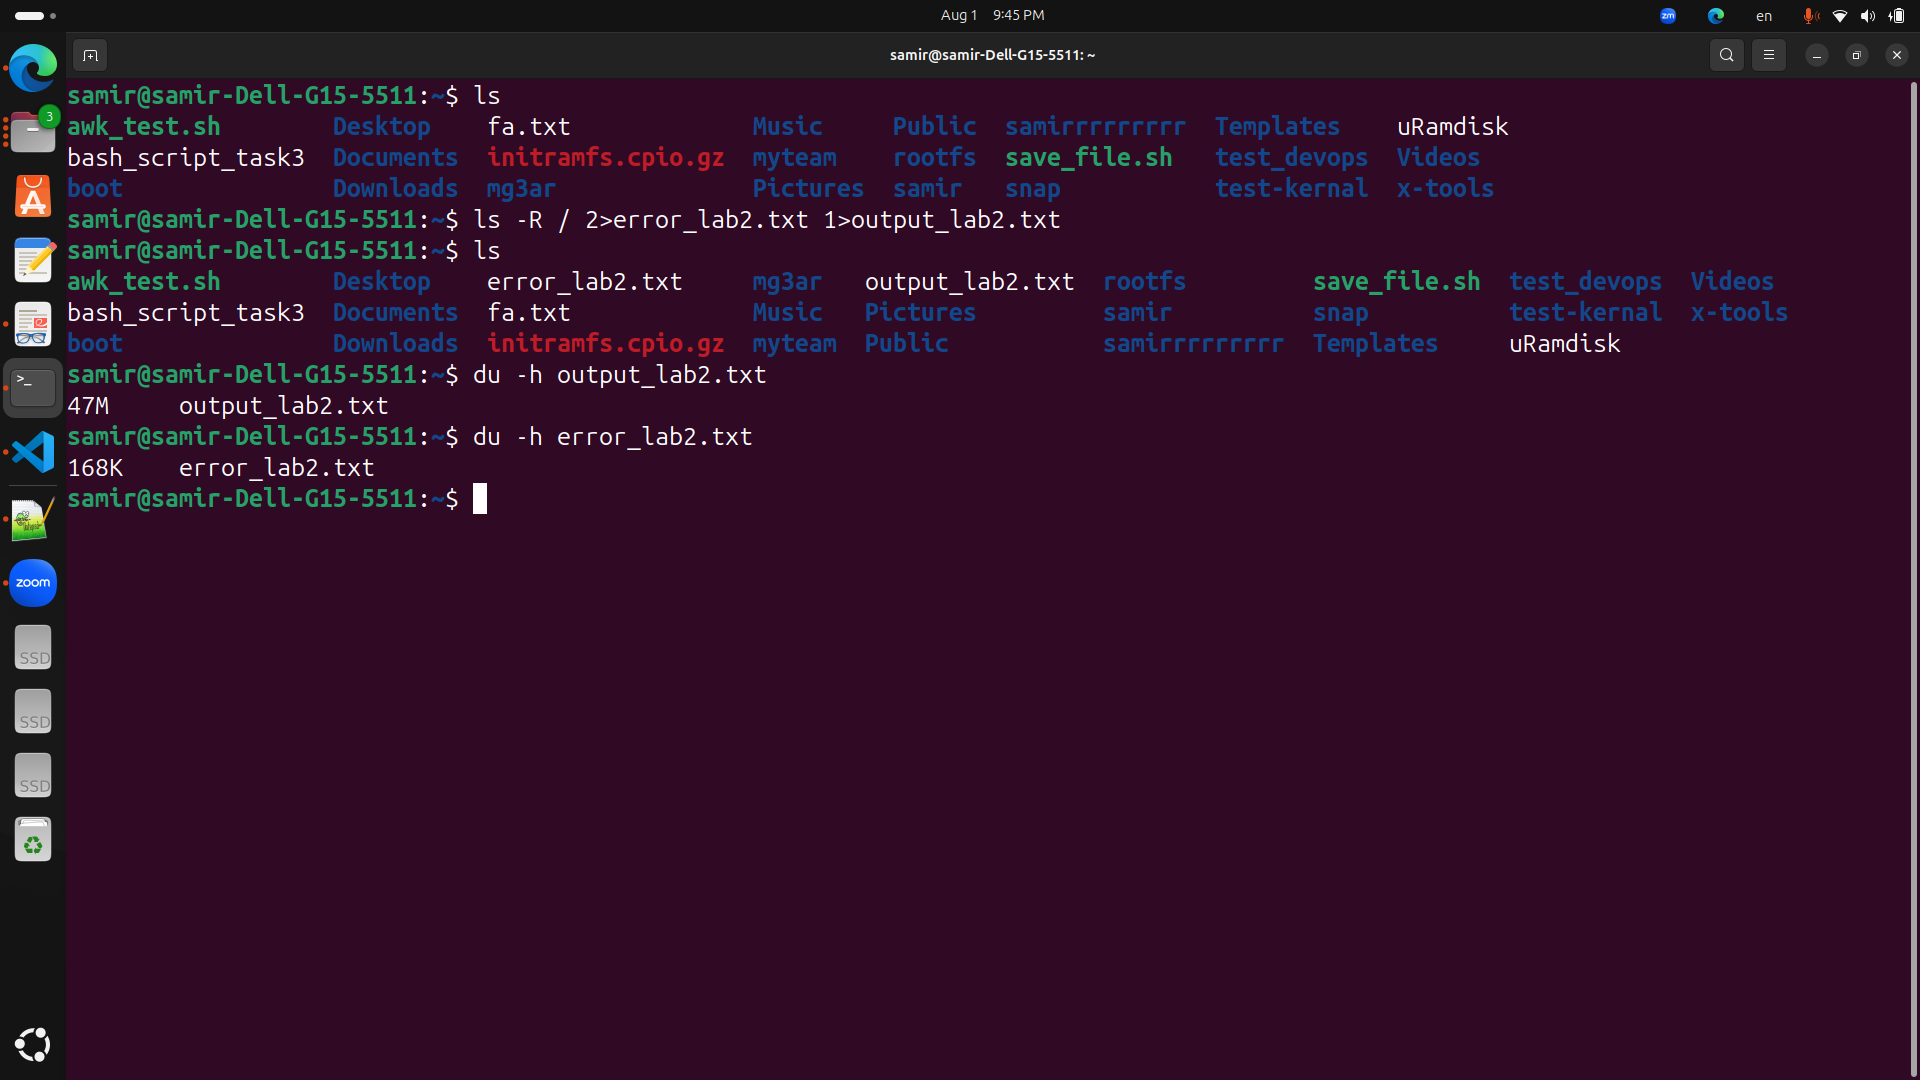 Aug 1 9:45 PM
zm
en
samir@samir-Dell-G15-5511: ~
3
zoom
SSD
SSD
SSD
samir@samir-Dell-G15-5511:~$ ls
awk_test.sh Desktop fa.txt Music Public samirrrrrrrrr Templates uRamdisk
bash_script_task3 Documents initramfs.cpio.gz myteam rootfs save_file.sh test_devops Videos
boot Downloads mg3ar Pictures samir snap test-kernal x-tools
samir@samir-Dell-G15-5511:~$ ls -R / 2>error_lab2.txt 1>output_lab2.txt
samir@samir-Dell-G15-5511:~$ ls
awk_test.sh Desktop error_lab2.txt mg3ar output_lab2.txt rootfs save_file.sh test_devops Videos
bash_script_task3 Documents fa.txt Music Pictures samir snap test-kernal x-tools
boot Downloads initramfs.cpio.gz myteam Public samirrrrrrrrr Templates uRamdisk
samir@samir-Dell-G15-5511:~$ du -h output_lab2.txt
47M output_lab2.txt
samir@samir-Dell-G15-5511:~$ du -h error_lab2.txt
168K error_lab2.txt
samir@samir-Dell-G15-5511:~$